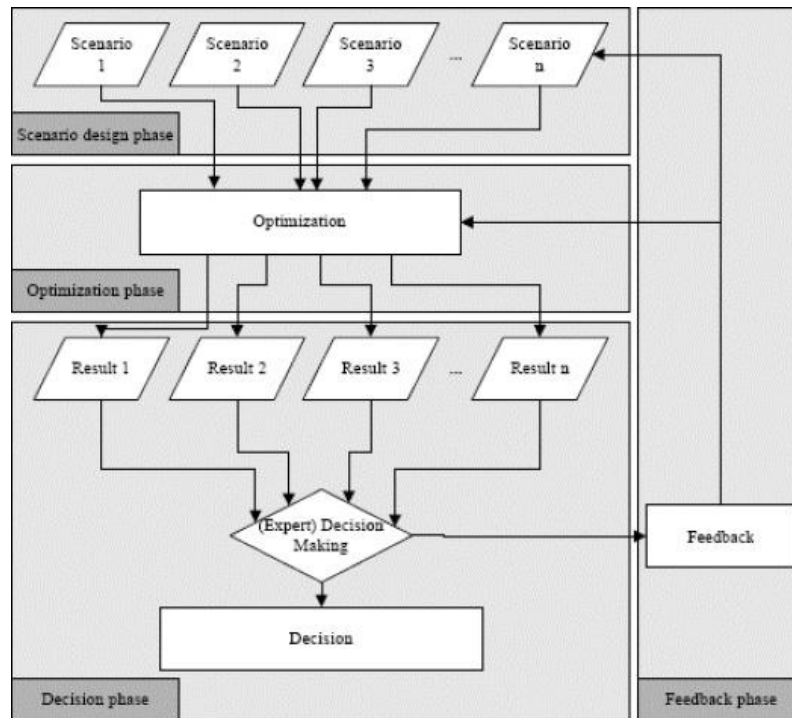 Scenario
1
Scenario
2
Scenario
3
...
Scenario
n
Scenario design phase
Optimization
Optimization phase
Result 1
Result 2
Result 3
...
Result n
(Expert) Decision
Making
Feedback
Decision
Decision phase
Feedback phase